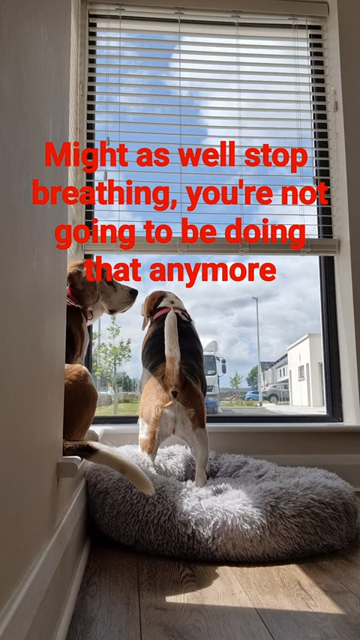 Might as well stop
breathing, you're not
going to be doing
that anymore